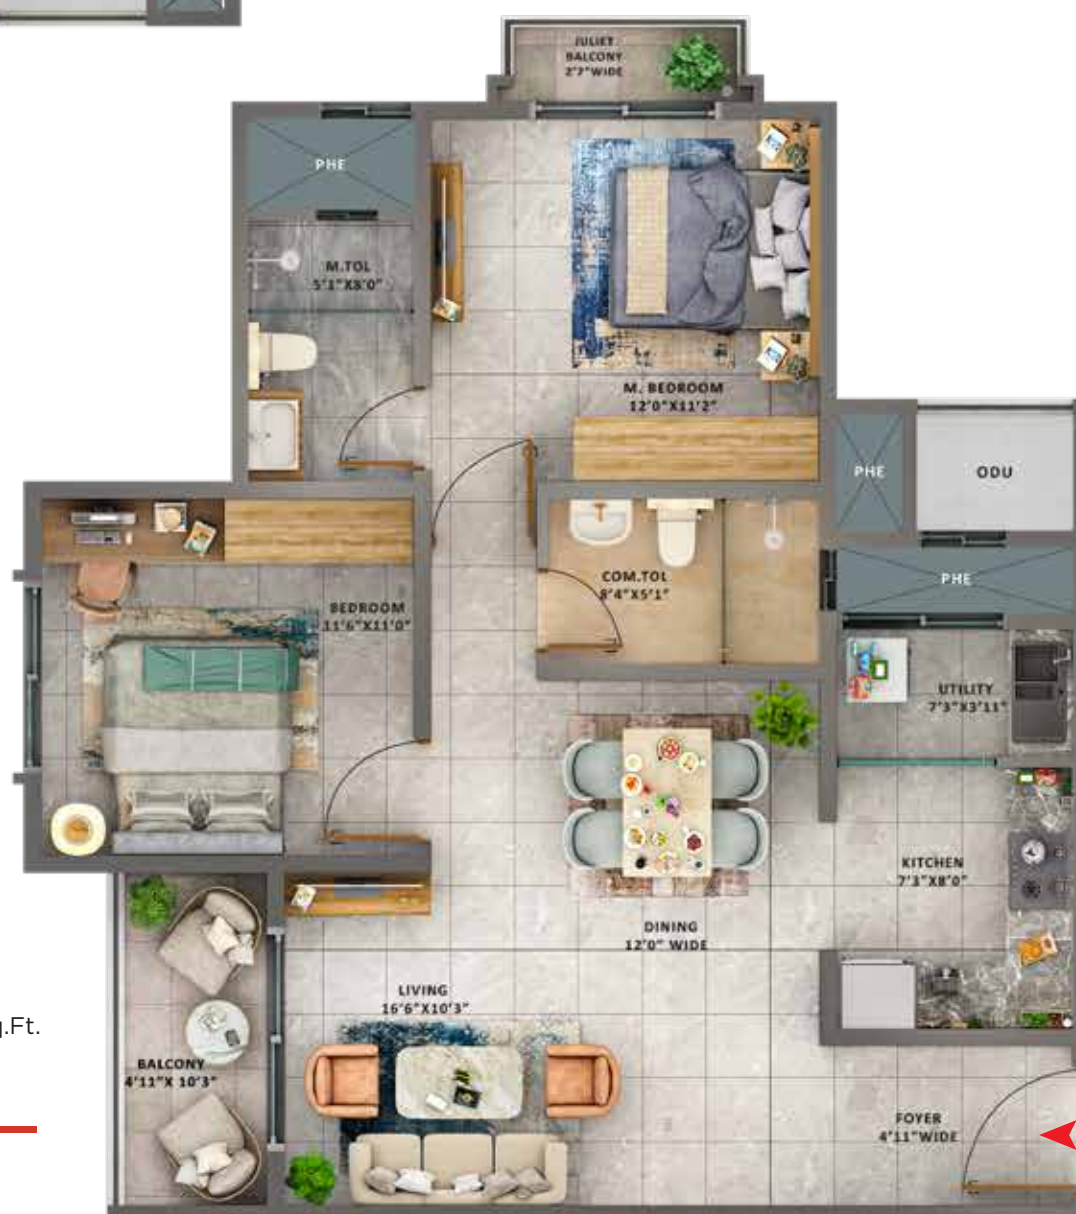 JULIET
BALCONY
2'7"WIDE
PHE
M.TOL
5'1"X8'0"
M. BEDROOM
12'0"X11'2"
PHE
ODU
COM.TOL
8'4"X5'1"
PHE
BEDROOM
11'6"X11'0"
UTILITY
7'3"X3'11"
KITCHEN
7'3"X8'0"
DINING
12'0" WIDE
LIVING
16'6"X10'3"
.Ft.
BALCONY
4'11"X 10'3"
FOYER
4'11"WIDE